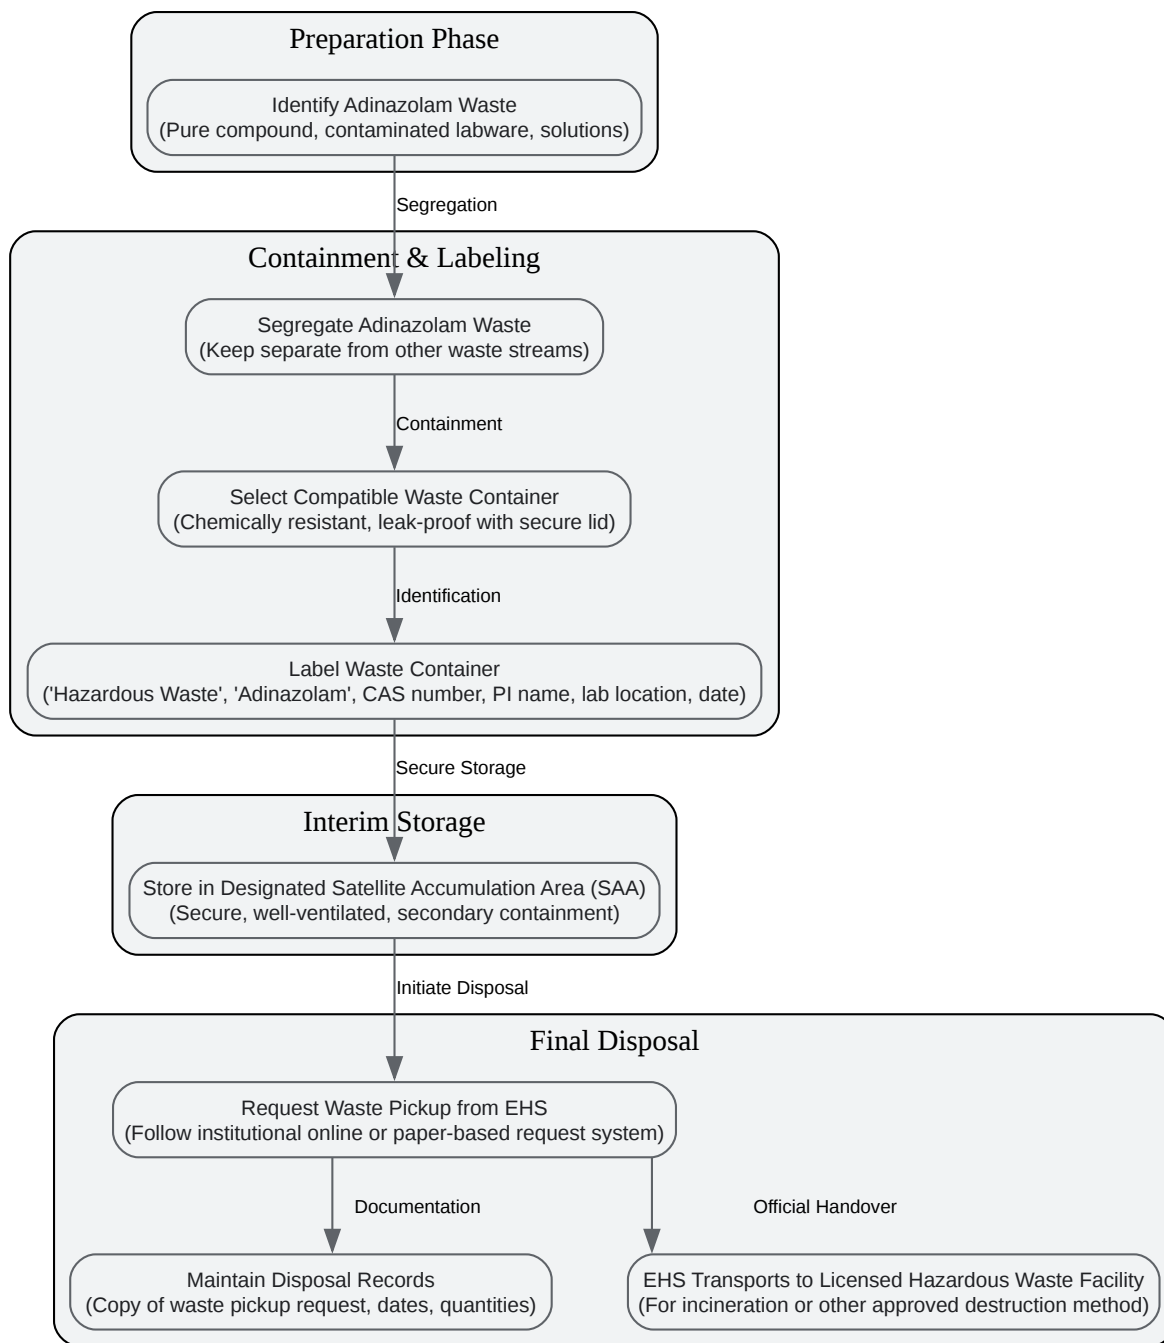 Preparation Phase
Identify Adinazolam Waste
(Pure compound, contaminated labware, solutions)
Segregation
Containment & Labeling
Segregate Adinazolam Waste
(Keep separate from other waste streams)
Containment
Select Compatible Waste Container
(Chemically resistant, leak-proof with secure lid)
Identification
Label Waste Container
('Hazardous Waste', 'Adinazolam', CAS number, PI name, lab location, date)
Secure Storage
Interim Storage
Store in Designated Satellite Accumulation Area (SAA)
(Secure, well-ventilated, secondary containment)
Initiate Disposal
Final Disposal
Request Waste Pickup from EHS
(Follow institutional online or paper-based request system)
Documentation
Official Handover
Maintain Disposal Records
(Copy of waste pickup request, dates, quantities)
EHS Transports to Licensed Hazardous Waste Facility
(For incineration or other approved destruction method)